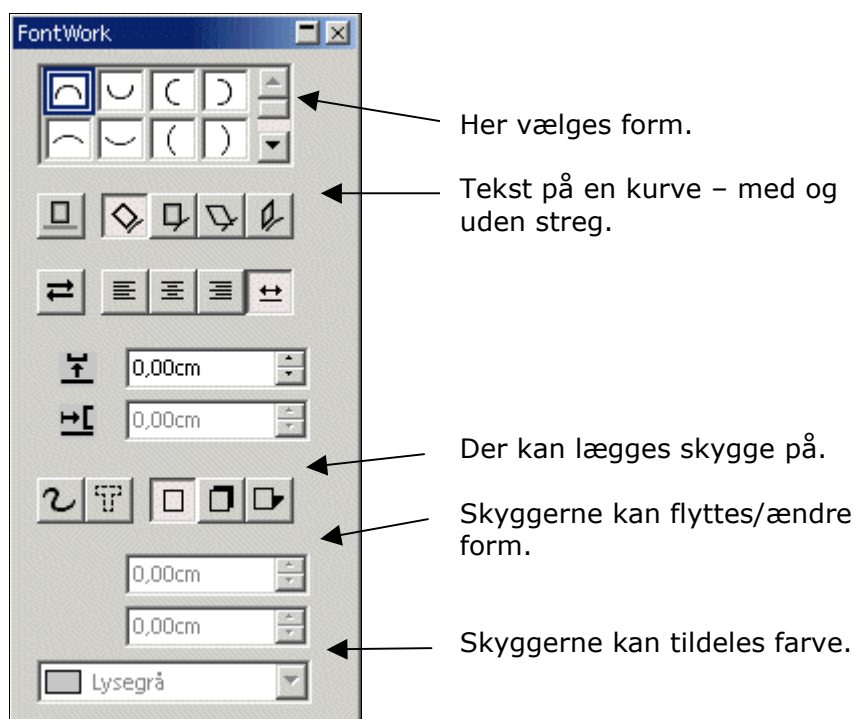 FontWork
Her vælges form.
Tekst på en kurve – med og
uden streg.
0,00cm
0,00cm
Der kan lægges skygge på.
Skyggerne kan flyttes/ændre
form.
0,00cm
0,00cm
Skyggerne kan tildeles farve.
Lysegrå